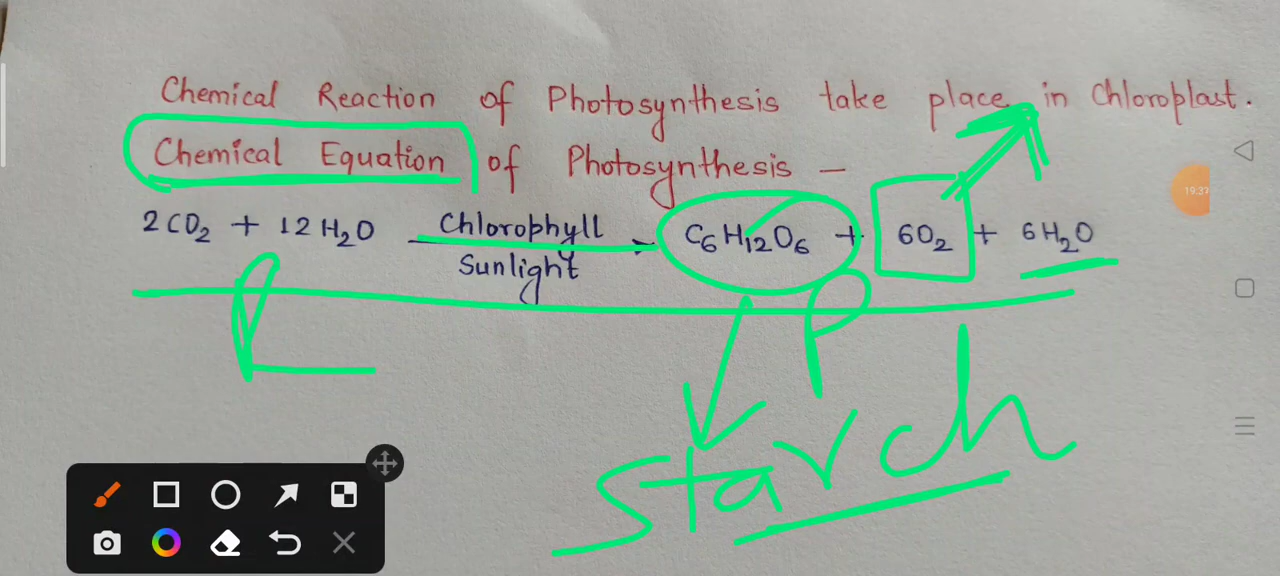 Chemical Reaction of Photosynthesis take place in Chloroplast.
Chemical Equation of Photosynthesis –
2CO₂ + 12H₂O Chlorophyll C₆H₁₂O₆ + 6O₂ + 6H₂O
Sunlight
R
P
Starch
19:37